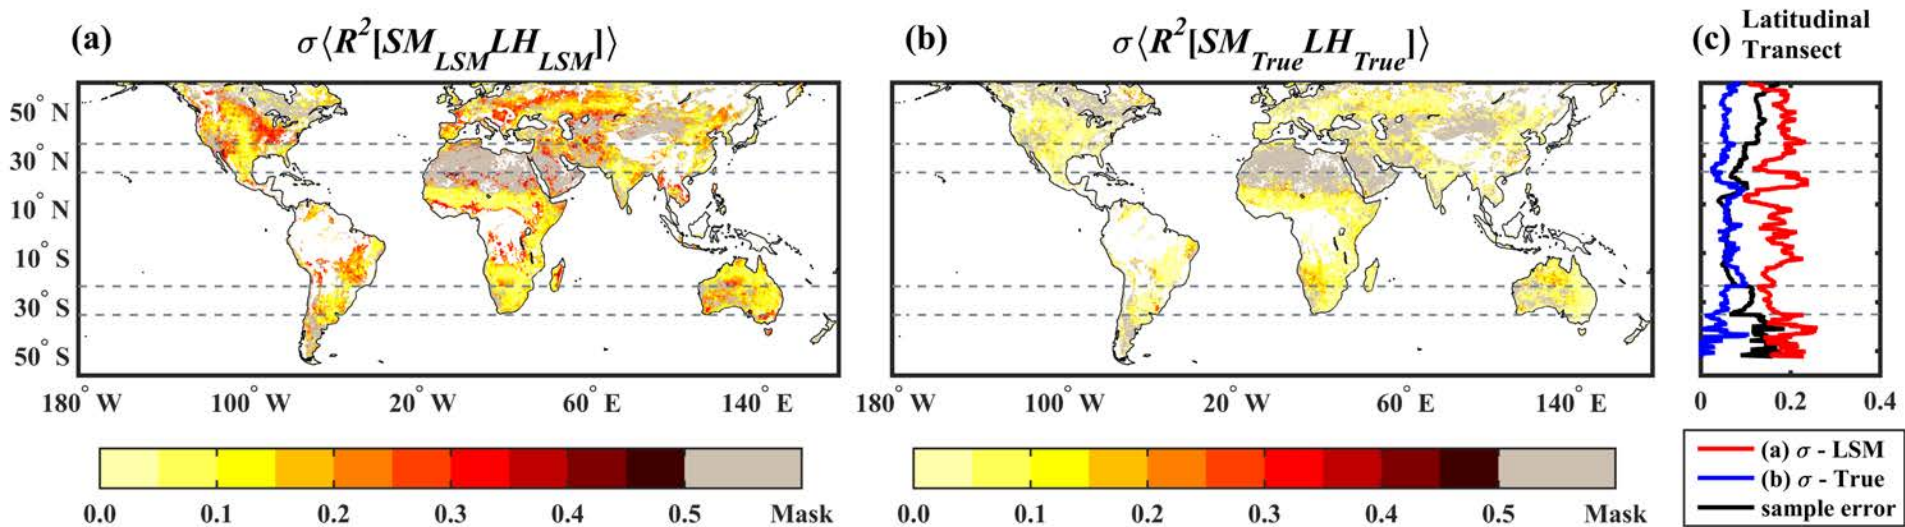 (a) σ⟨R²[SM_LSM LH_LSM]⟩
(b) σ⟨R²[SM_True LH_True]⟩
(c) Latitudinal
Transect
50° N
30° N
10° N
10° S
30° S
50° S
180° W 100° W 20° W 60° E 140° E
180° W 100° W 20° W 60° E 140° E
0 0.2 0.4
0.0 0.1 0.2 0.3 0.4 0.5 Mask
0.0 0.1 0.2 0.3 0.4 0.5 Mask
(a) σ - LSM
(b) σ - True
sample error